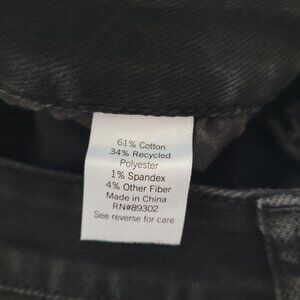 61% Cotton
34% Recycled
Polyester
1% Spandex
4% Other Fiber
Made in China
RN#89302
See reverse for care